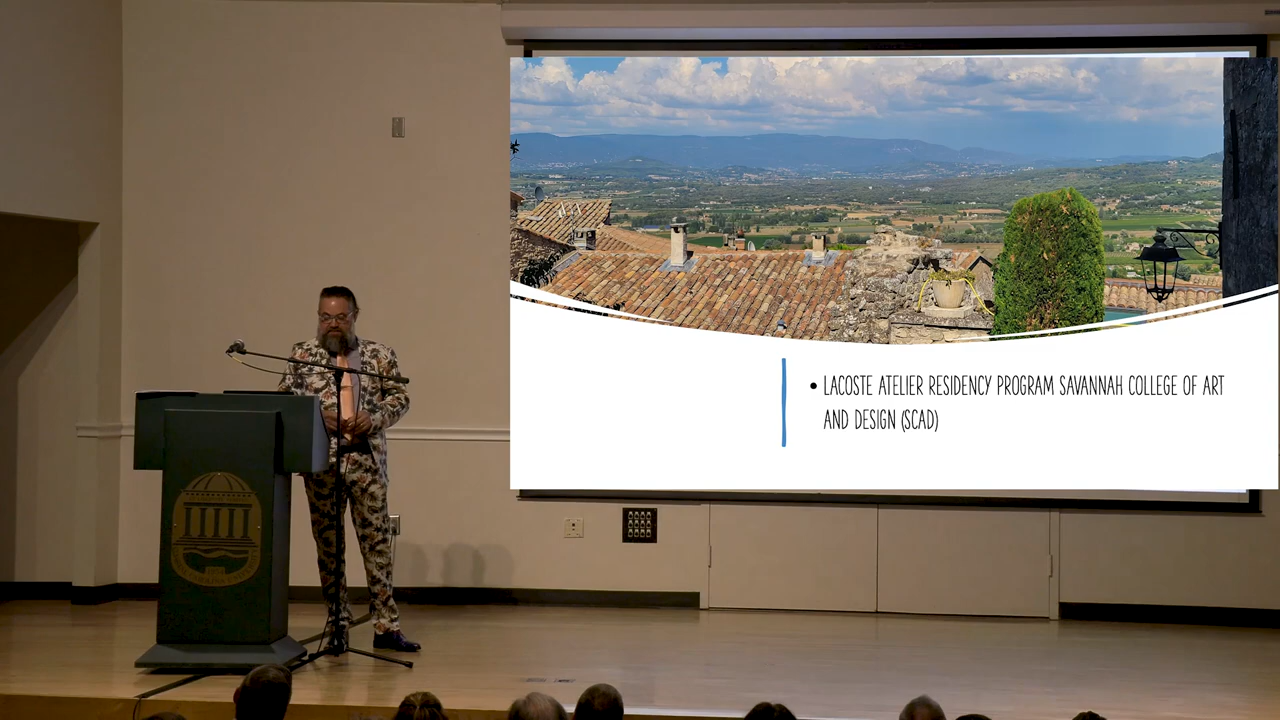 • LACOSTE ATELIER RESIDENCY PROGRAM SAVANNAH COLLEGE OF ART
AND DESIGN (SCAD)